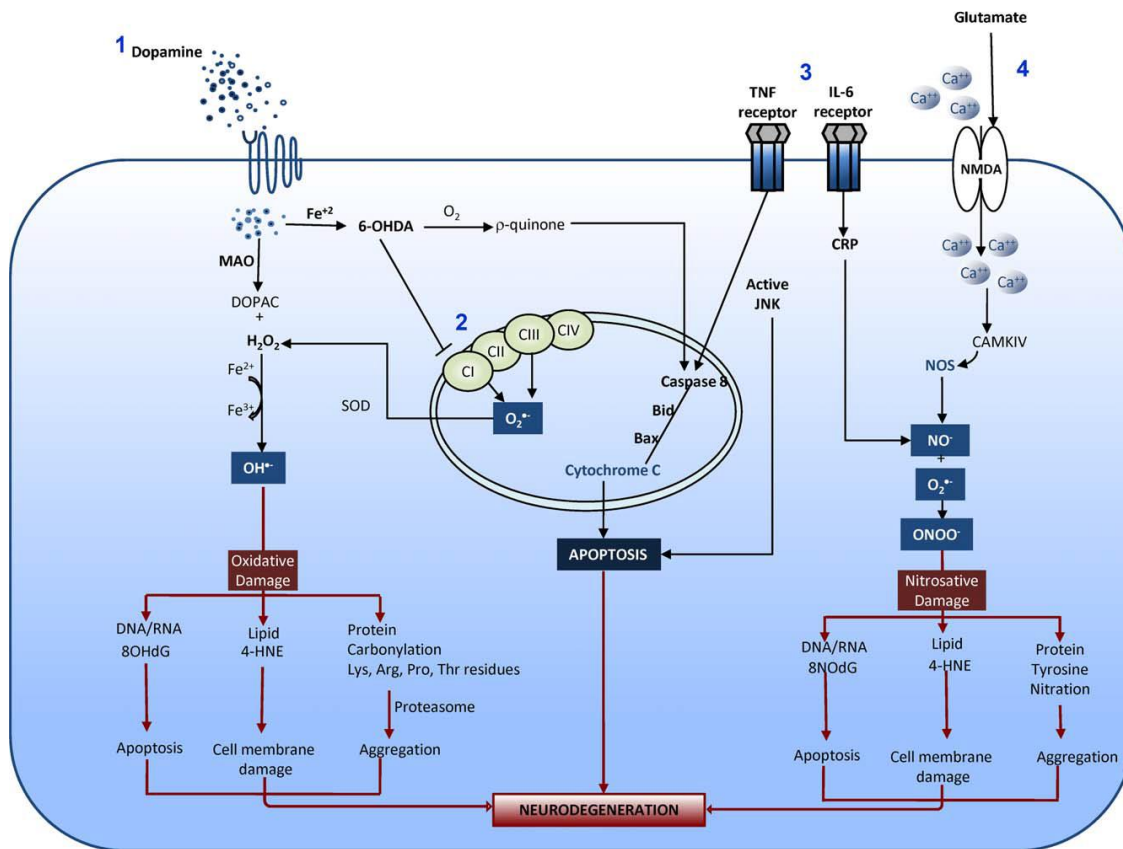 Glutamate
1 Dopamine
3
4
Ca++
Ca++
Ca++
TNF
receptor
IL-6
receptor
NMDA
Fe+2
6-OHDA
O2
ρ-quinone
MAO
CRP
Ca++
Ca++
Ca++
Ca++
DOPAC
+
H2O2
Active
JNK
2
CI
CII
CIII
CIV
CAMKIV
NOS
Fe2+
Fe3+
SOD
O2•-
Caspase 8
Bid
Bax
Cytochrome C
NO-
+
O2•-
ONOO-
OH•-
APOPTOSIS
Oxidative
Damage
Nitrosative
Damage
DNA/RNA
8OHdG
Lipid
4-HNE
Protein
Carbonylation
Lys, Arg, Pro, Thr residues
Proteasome
DNA/RNA
8NOdG
Lipid
4-HNE
Protein
Tyrosine
Nitration
Apoptosis
Cell membrane
damage
Aggregation
Apoptosis
Cell membrane
damage
Aggregation
NEURODEGENERATION